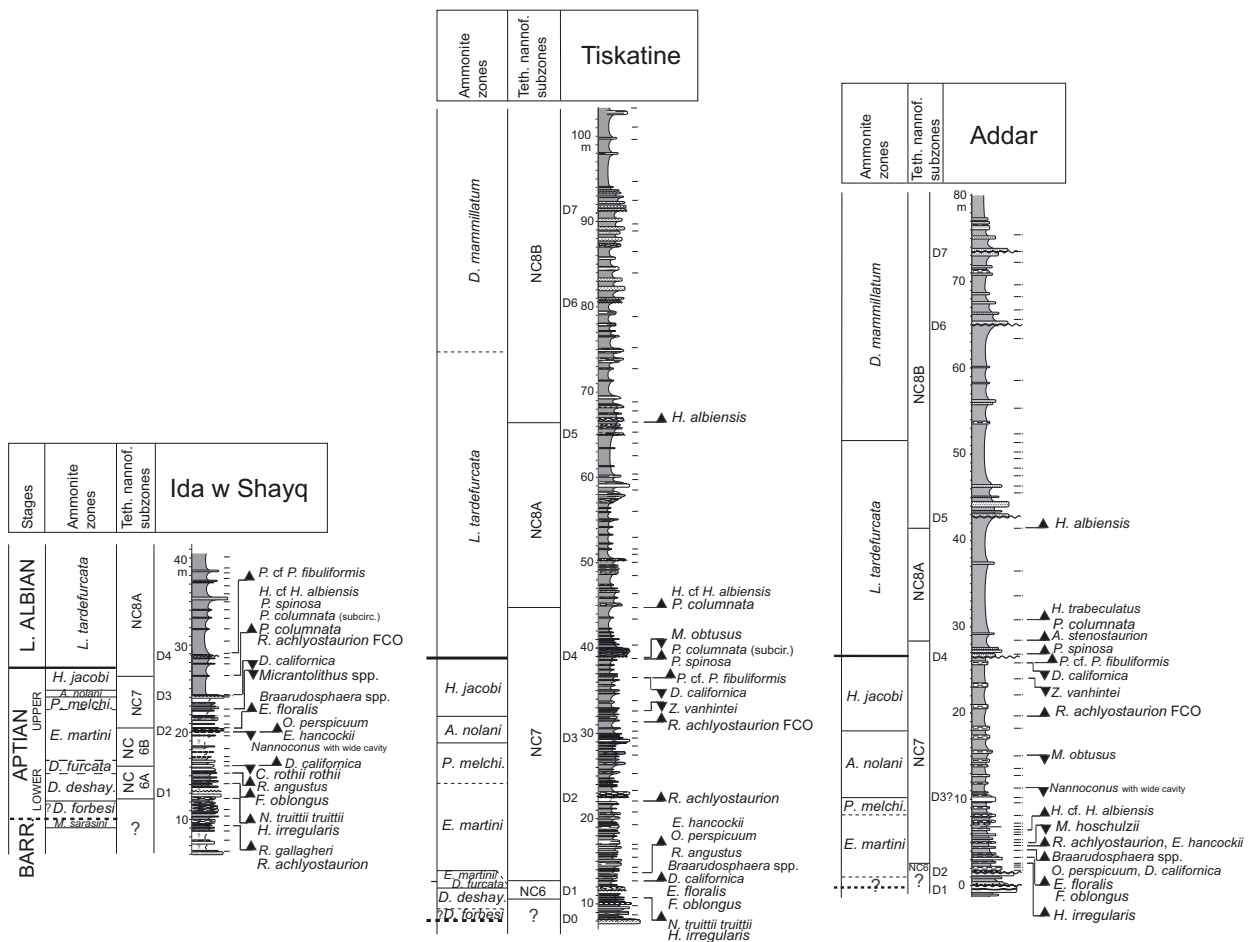 Ida w Shayq
Stages
Ammonite
zones
Teth. nannof.
subzones
L. ALBIAN
APTIAN
UPPER
LOWER
BARR.
L. tardefurcata
H. jacobi
A. nolani
P. melchi.
E. martini
D. furcata
D. deshay.
? D. forbesi
M. sarasini
NC8A
NC7
NC
6B
NC
6A
?
40
m
30
20
10
D4
D3
D2
D1
P. cf P. fibuliformis
H. cf H. albiensis
P. spinosa
P. columnata (subcirc.)
P. columnata
R. achlyostaurion FCO
D. californica
Micrantolithus spp.
Braarudosphaera spp.
E. floralis
O. perspicuum
E. hancockii
Nannoconus with wide cavity
D. californica
C. rothii rothii
R. angustus
F. oblongus
N. truittii truittii
H. irregularis
R. gallagheri
R. achlyostaurion
Tiskatine
Ammonite
zones
Teth. nannof.
subzones
D. mammillatum
L. tardefurcata
H. jacobi
A. nolani
P. melchi.
E. martini
E. martini
D. furcata
D. deshay.
?D. forbesi
NC8B
NC8A
NC7
NC6
?
100
m
90
80
70
60
50
40
30
20
10
D7
D6
D5
D4
D3
D2
D1
D0
H. albiensis
H. cf H. albiensis
P. columnata
M. obtusus
P. columnata (subcir.)
P. spinosa
P. cf. P. fibuliformis
D. californica
Z. vanhintei
R. achlyostaurion FCO
R. achlyostaurion
E. hancockii
O. perspicuum
R. angustus
Braarudosphaera spp.
D. californica
E. floralis
F. oblongus
N. truittii truittii
H. irregularis
Addar
Ammonite
zones
Teth. nannof.
subzones
D. mammillatum
L. tardefurcata
H. jacobi
A. nolani
P. melchi.
E. martini
?
NC8B
NC8A
NC7
NC6
?
80
m
70
60
50
40
30
20
10
0
D7
D6
D5
D4
D3?
D2
D1
H. albiensis
H. trabeculatus
P. columnata
A. stenostaurion
P. spinosa
P. cf. P. fibuliformis
D. californica
Z. vanhintei
R. achlyostaurion FCO
M. obtusus
Nannoconus with wide cavity
H. cf H. albiensis
M. hoschulzii
R. achlyostaurion, E. hancockii
Braarudosphaera spp.
O. perspicuum, D. californica
E. floralis
F. oblongus
H. irregularis